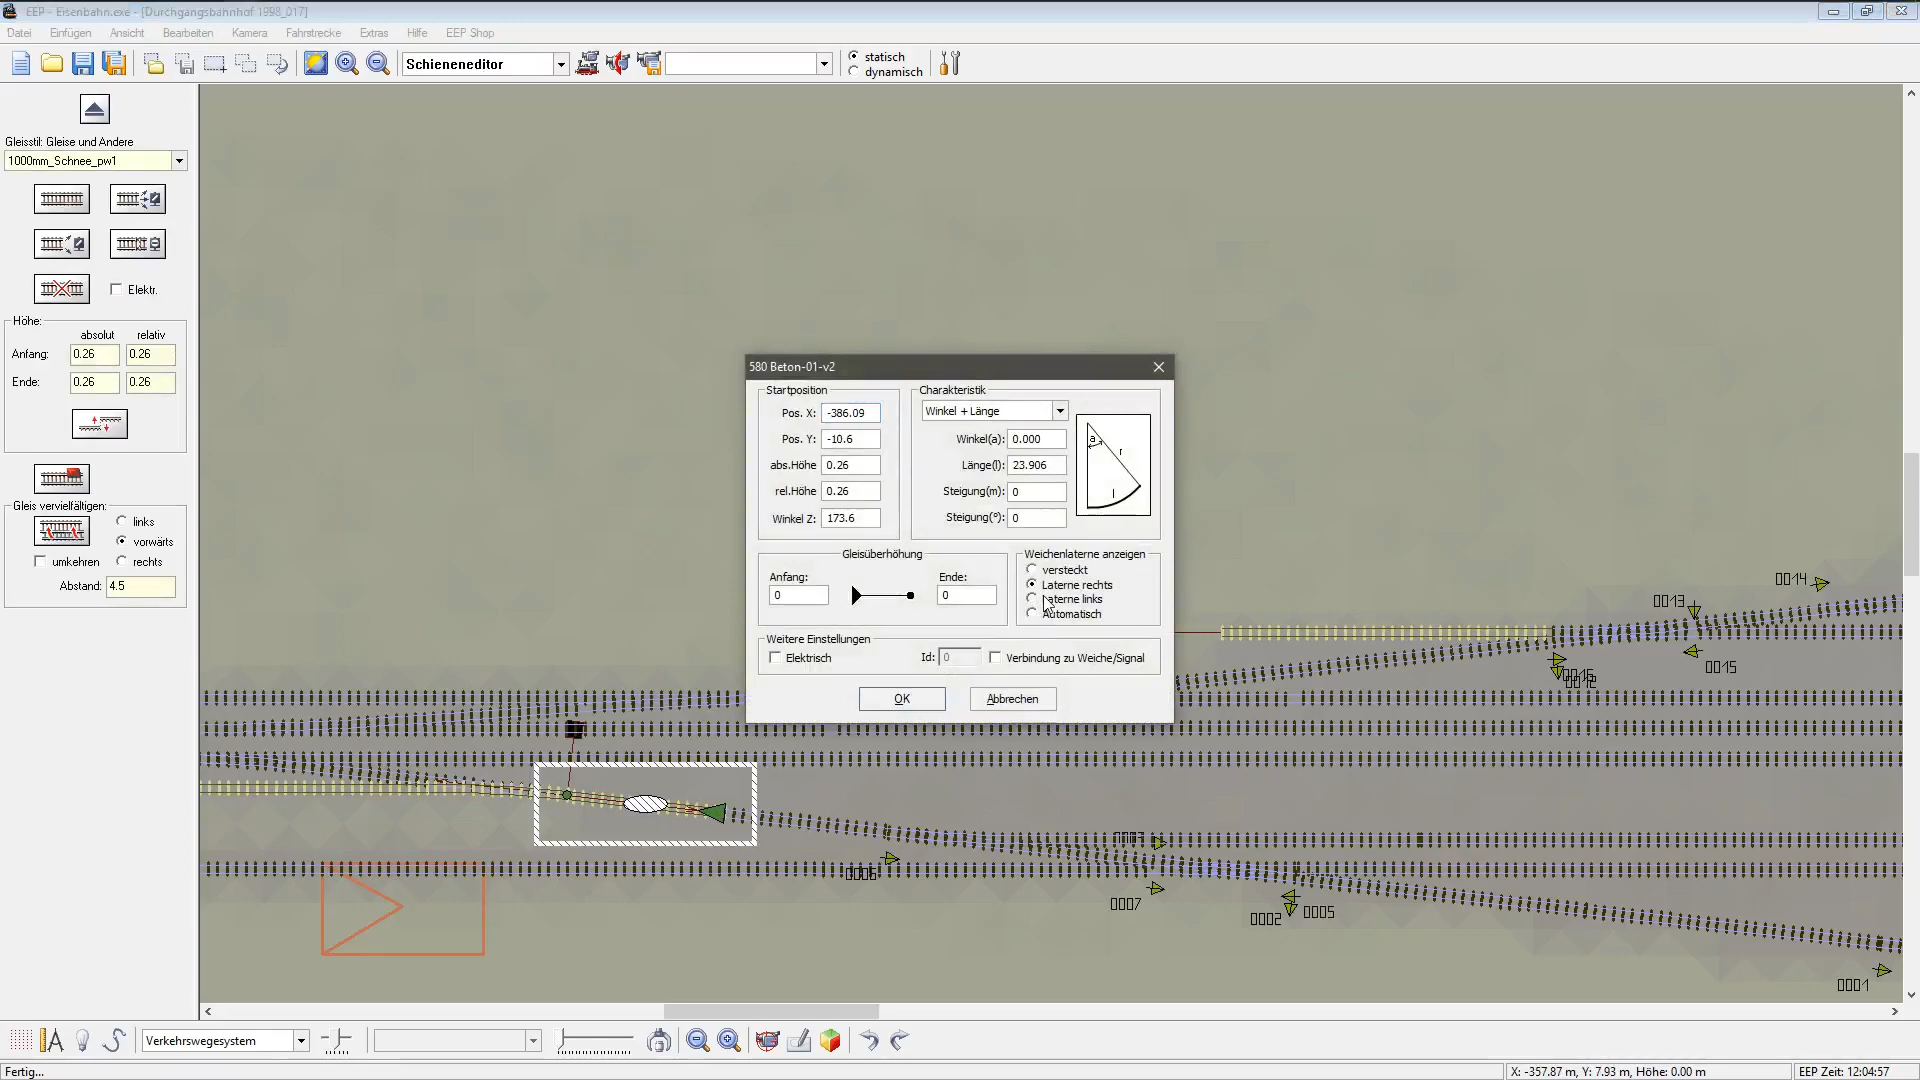 EEP - Eisenbahn.exe - [Durchgangsbahnhof 1998_017]
Datei Einfügen Ansicht Bearbeiten Kamera Fahrstrecke Extras Hilfe EEP Shop
Schieneneditor
statisch
dynamisch
Gleisstil: Gleise und Andere
1000mm_Schnee_pw1
Elektr.
Höhe:
absolut relativ
Anfang: 0.26 0.26
Ende: 0.26 0.26
Gleis vervielfältigen:
links
vorwärts
umkehren rechts
Abstand: 4.5
580 Beton-01-v2
Startposition
Pos. X: -386.09
Pos. Y: -10.6
abs.Höhe 0.26
rel.Höhe 0.26
Winkel Z: 173.6
Charakteristik
Winkel + Länge
Winkel(a): 0.000
Länge(l): 23.906
Steigung(m): 0
Steigung(°): 0
a
r
l
Gleisüberhöhung
Anfang: Ende:
0 0
Weichenlaterne anzeigen
versteckt
Laterne rechts
Laterne links
Automatisch
Weitere Einstellungen
Elektrisch Id: 0 Verbindung zu Weiche/Signal
OK Abbrechen
0014
0013
0015
0012
0006
0007
0002
0005
0001
Verkehrswegesystem
Fertig...
X: -357.87 m, Y: 7.93 m, Höhe: 0.00 m
EEP Zeit: 12:04:57